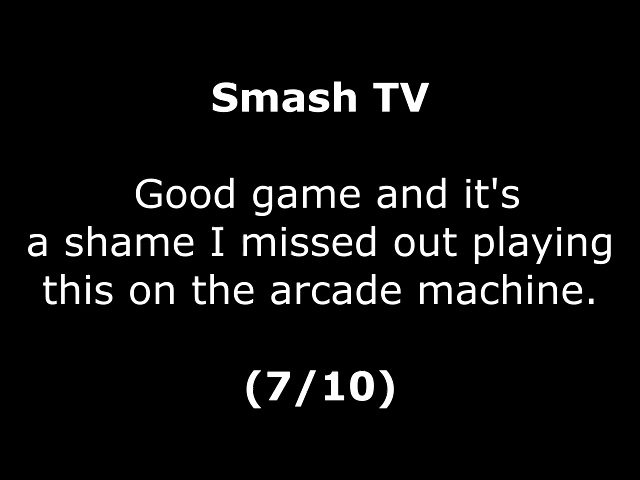 Smash TV
Good game and it's
a shame I missed out playing
this on the arcade machine.
(7/10)